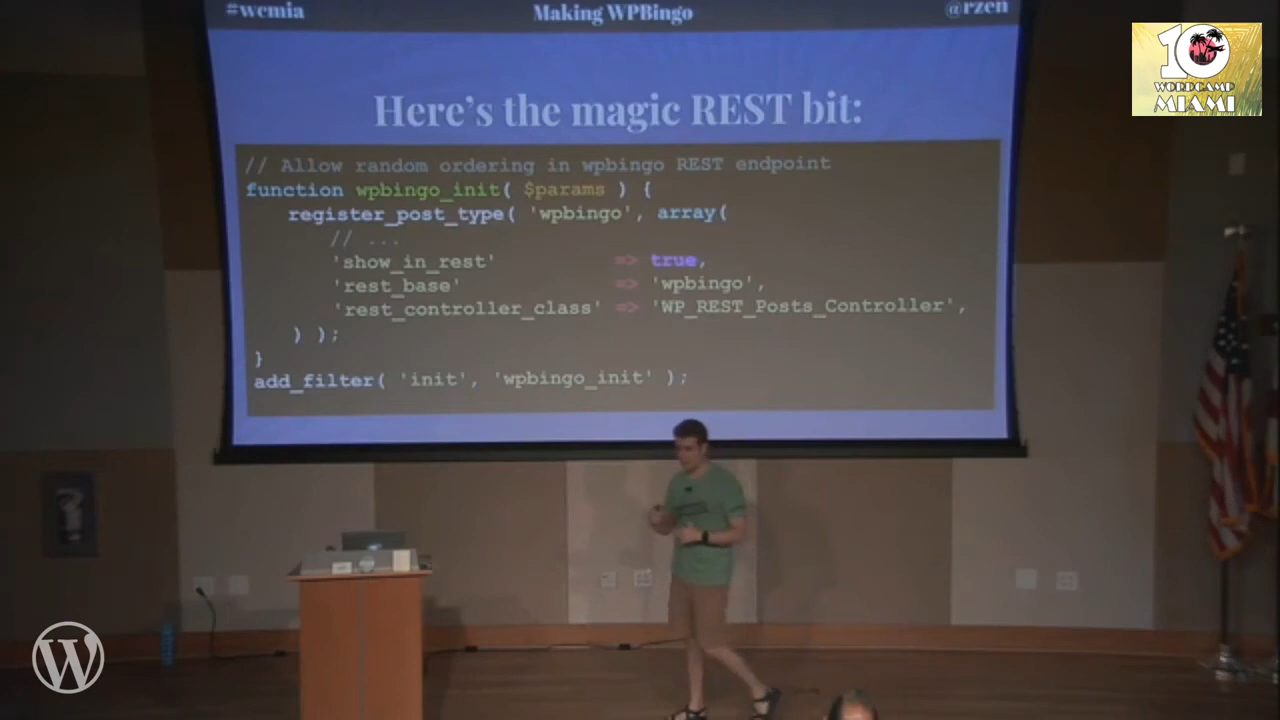 #wcmia
Making WPBingo
@rzen
10
WORDCAMP
MIAMI
Here's the magic REST bit:
// Allow random ordering in wpbingo REST endpoint
function wpbingo_init( $params ) {
register_post_type( 'wpbingo', array(
// ...
'show_in_rest' => true,
'rest_base' => 'wpbingo',
'rest_controller_class' => 'WP_REST_Posts_Controller',
) );
}
add_filter( 'init', 'wpbingo_init' );
W